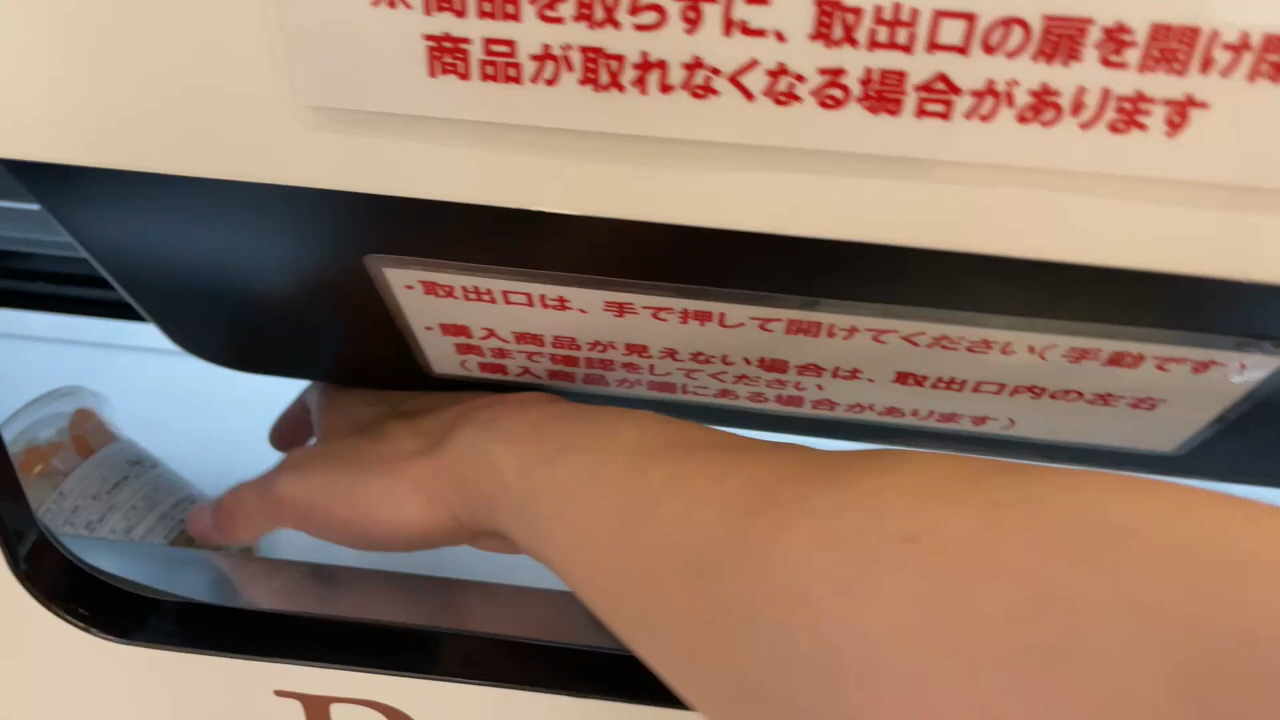 ※商品を取らずに、取出口の扉を開け閉
商品が取れなくなる場合があります
・取出口は、手で押して開けてください(手動です)
・購入商品が見えない場合は、取出口内の左右
奥まで確認をしてください
(購入商品が端にある場合があります)